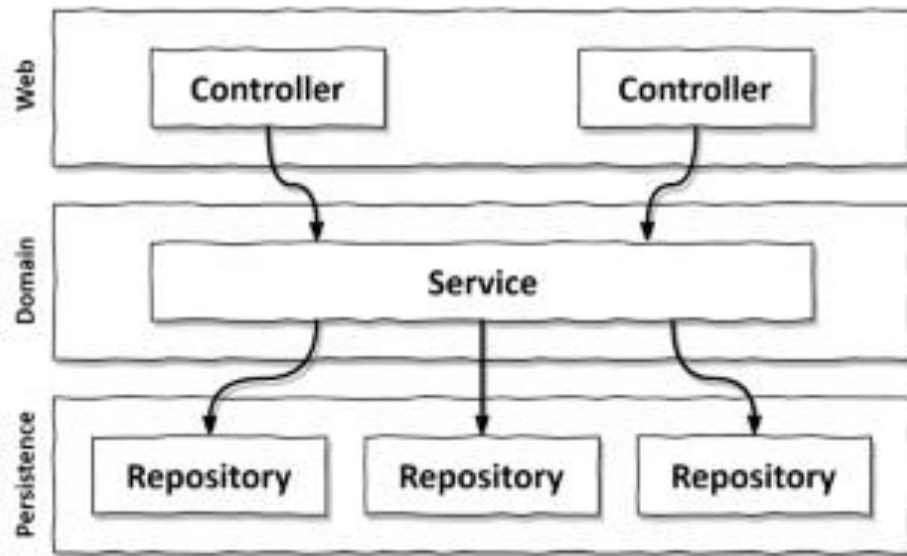 Web
Controller
Controller
Domain
Service
Persistence
Repository
Repository
Repository